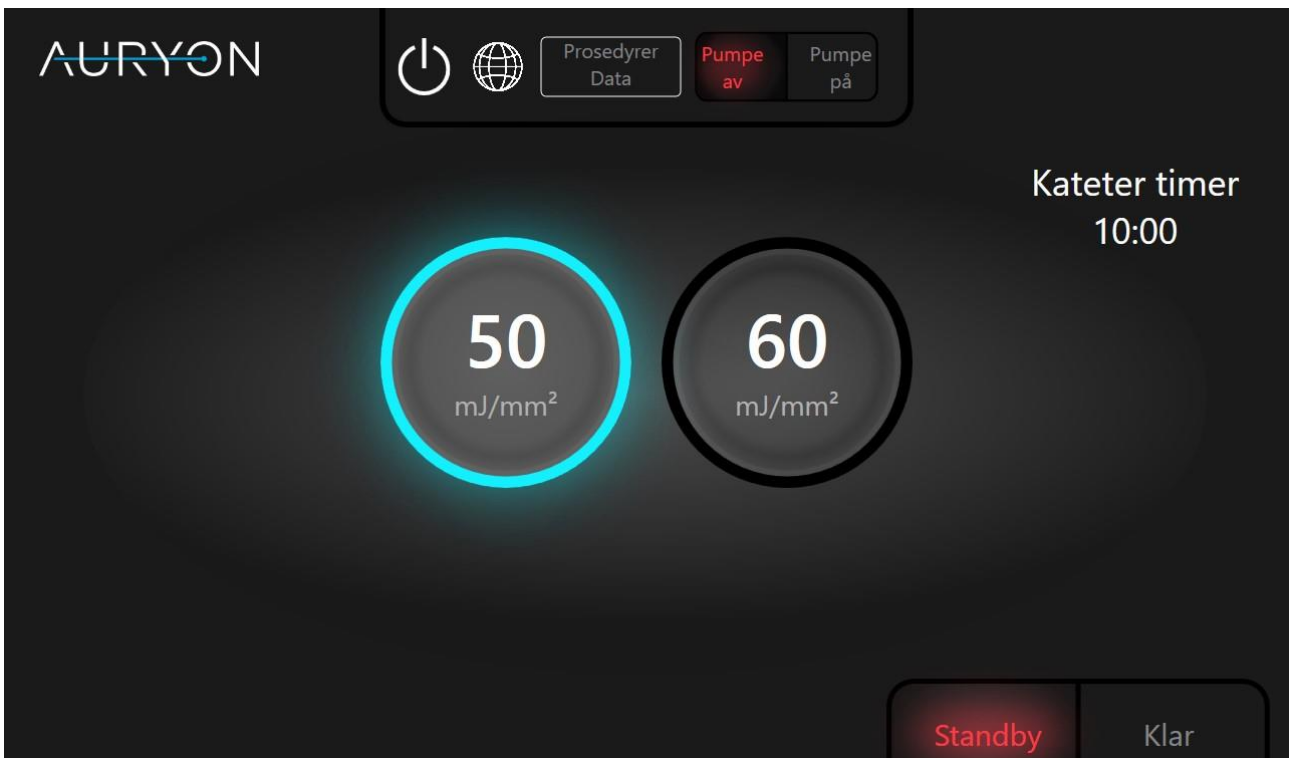 AURYON
Prosedyrer
Data
Pumpe
av
Pumpe
på
Kateter timer
10:00
50
mJ/mm²
60
mJ/mm²
Standby
Klar